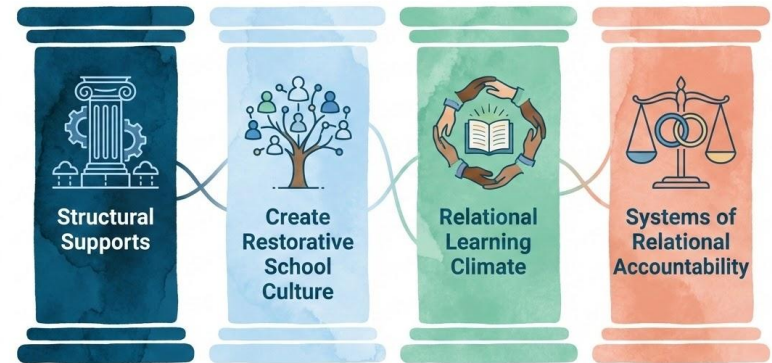 Structural
Supports
Create
Restorative
School
Culture
Relational
Learning
Climate
Systems of
Relational
Accountability